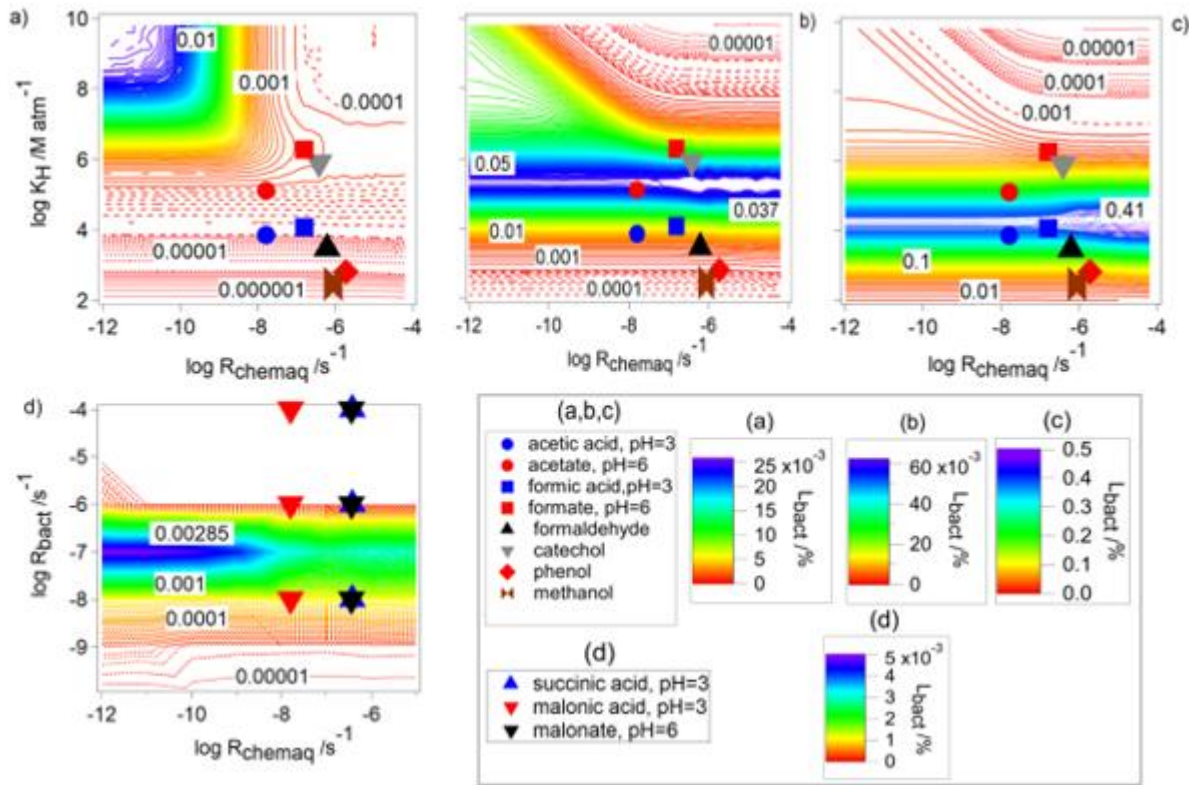 a)
10
8
6
4
2
log K_H /M atm^-1
0.01
0.001
0.0001
0.00001
0.000001
-12 -10 -8 -6 -4
log R_chemaq /s^-1
b)
0.00001
0.05
0.037
0.01
0.001
0.0001
-12 -10 -8 -6 -4
log R_chemaq /s^-1
c)
0.00001
0.001
0.41
0.1
0.01
-12 -10 -8 -6 -4
log R_chemaq /s^-1
d)
-4
-5
-6
-7
-8
-9
log R_bact /s^-1
0.00285
0.001
0.0001
0.00001
-12 -10 -8 -6
log R_chemaq /s^-1
(a,b,c)
acetic acid, pH=3
acetate, pH=6
formic acid,pH=3
formate, pH=6
formaldehyde
catechol
phenol
methanol
(a)
25 x10^-3
20
15
10
5
0
L_bact /%
(b)
60 x10^-3
40
20
0
L_bact /%
(c)
0.5
0.4
0.3
0.2
0.1
0.0
L_bact /%
(d)
succinic acid, pH=3
malonic acid, pH=3
malonate, pH=6
(d)
5 x10^-3
4
3
2
1
0
L_bact /%